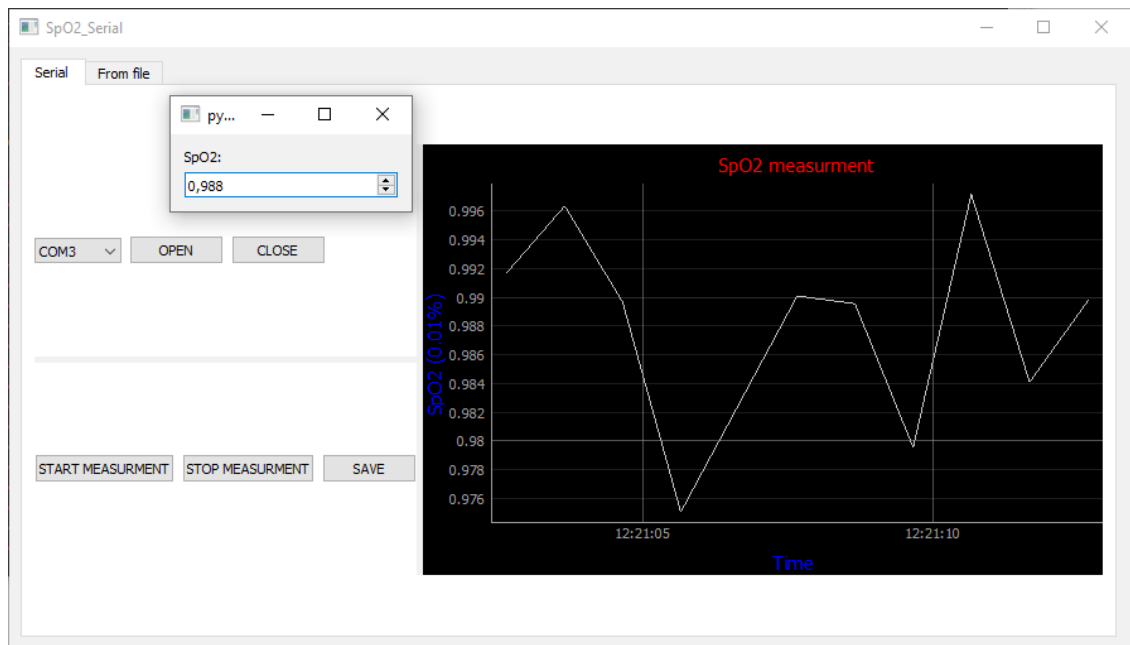 SpO2_Serial
Serial
From file
py...
SpO2:
0,988
COM3
OPEN
CLOSE
START MEASURMENT
STOP MEASURMENT
SAVE
SpO2 measurment
0.996
0.994
0.992
0.99
0.988
0.986
0.984
0.982
0.98
0.978
0.976
SpO2 (0.01%)
12:21:05
12:21:10
Time